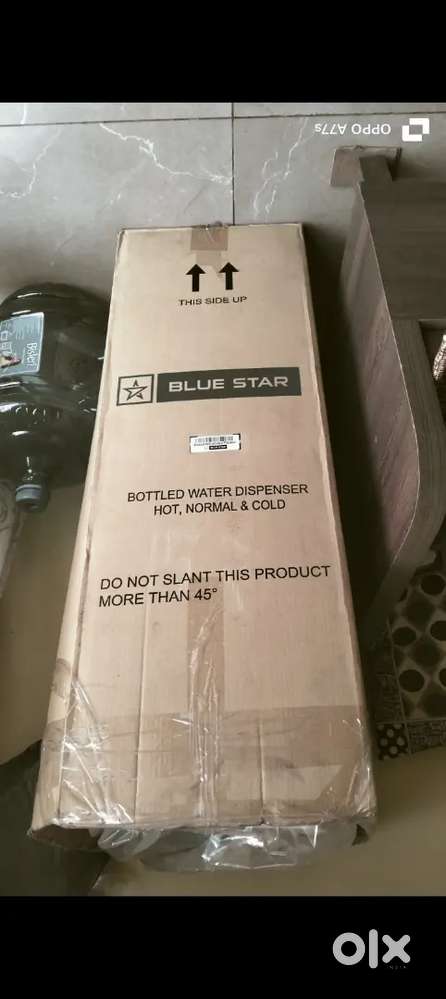 OPPO A77s
THIS SIDE UP
BLUE STAR
BOTTLED WATER DISPENSER
HOT, NORMAL & COLD
DO NOT SLANT THIS PRODUCT
MORE THAN 45°
olx
INDIA